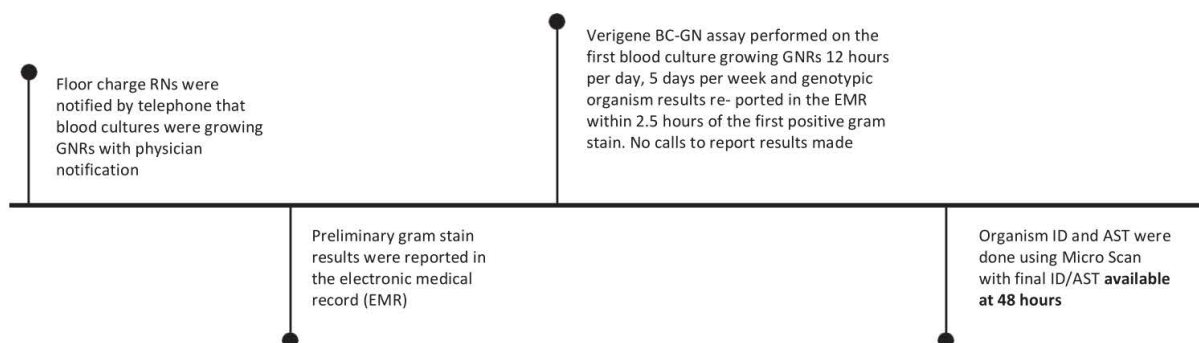 Floor charge RNs were
notified by telephone that
blood cultures were growing
GNRs with physician
notification
Preliminary gram stain
results were reported in
the electronic medical
record (EMR)
Verigene BC-GN assay performed on the
first blood culture growing GNRs 12 hours
per day, 5 days per week and genotypic
organism results re- ported in the EMR
within 2.5 hours of the first positive gram
stain. No calls to report results made
Organism ID and AST were
done using Micro Scan
with final ID/AST available
at 48 hours